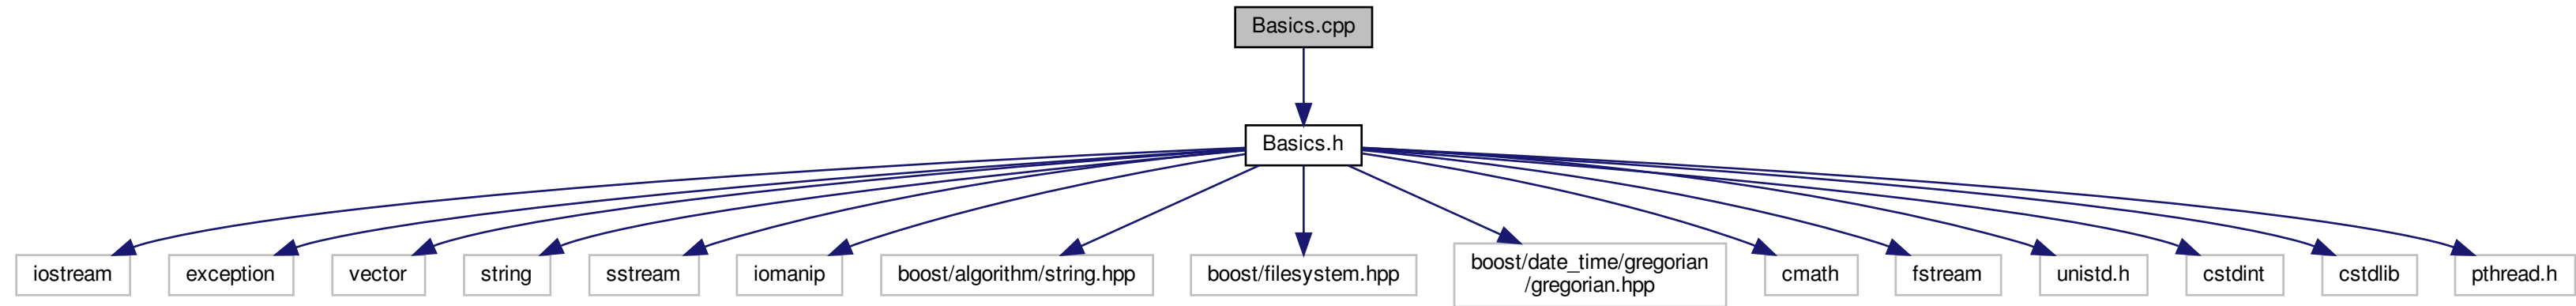 Basics.cpp
Basics.h
iostream
exception
vector
string
sstream
iomanip
boost/algorithm/string.hpp
boost/filesystem.hpp
boost/date_time/gregorian
/gregorian.hpp
cmath
fstream
unistd.h
cstdint
cstdlib
pthread.h